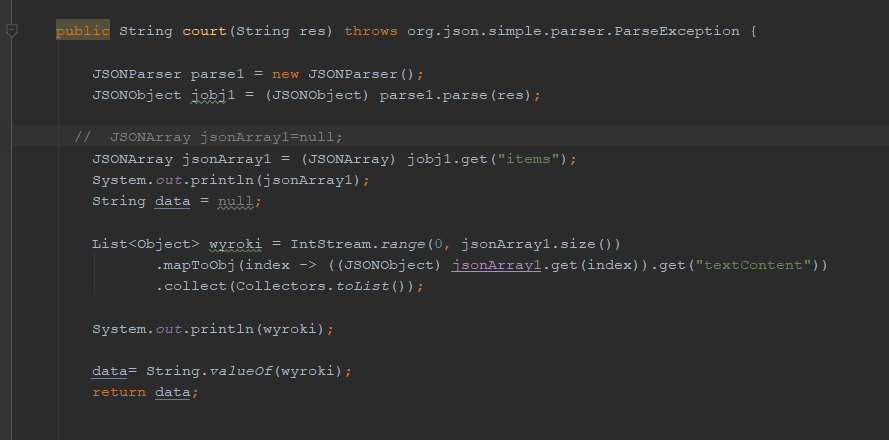 public String court(String res) throws org.json.simple.parser.ParseException {
JSONParser parse1 = new JSONParser();
JSONObject jobj1 = (JSONObject) parse1.parse(res);
//  JSONArray jsonArray1=null;
JSONArray jsonArray1 = (JSONArray) jobj1.get("items");
System.out.println(jsonArray1);
String data = null;
List<Object> wyroki = IntStream.range(0, jsonArray1.size())
.mapToObj(index -> ((JSONObject) jsonArray1.get(index)).get("textContent"))
.collect(Collectors.toList());
System.out.println(wyroki);
data= String.valueOf(wyroki);
return data;